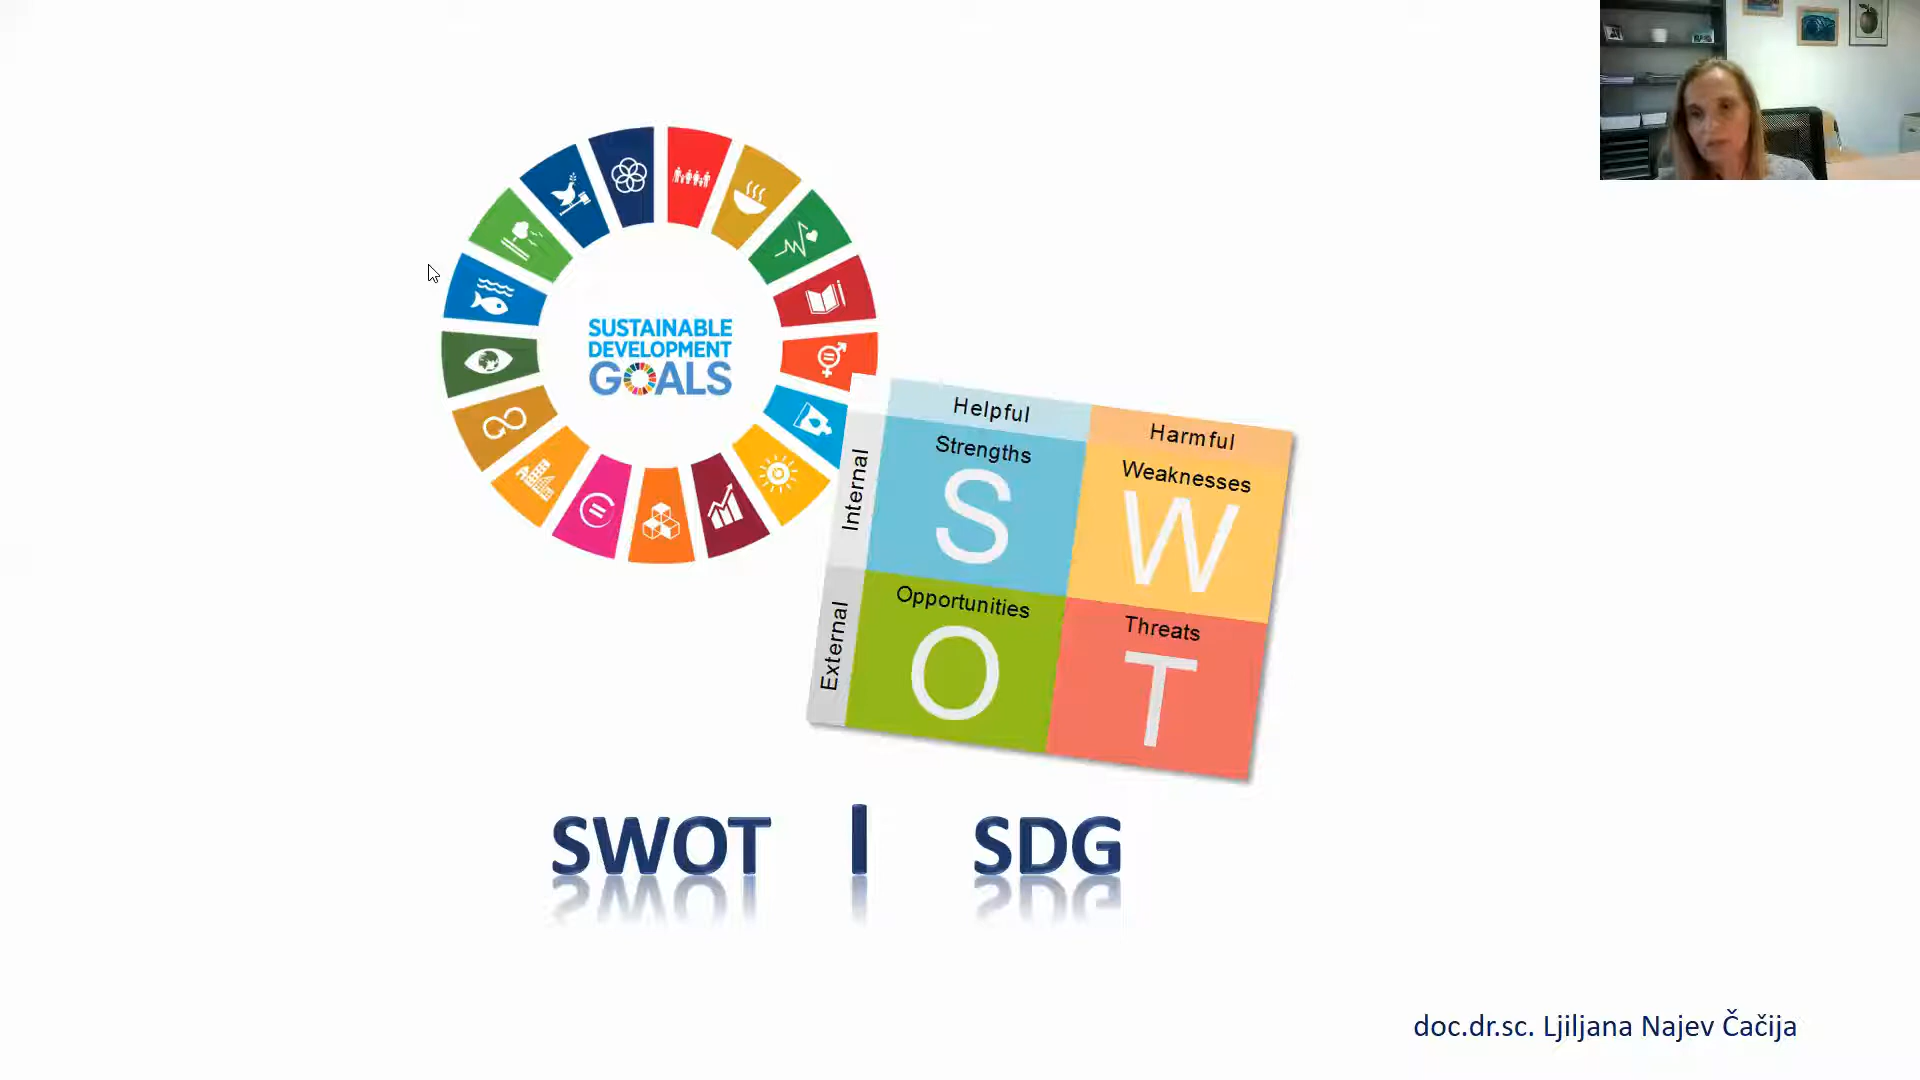 SUSTAINABLE
DEVELOPMENT
GOALS
Helpful
Harmful
Internal
Strengths
S
Weaknesses
W
External
Opportunities
O
Threats
T
SWOT I SDG
doc.dr.sc. Ljiljana Najev Čačija